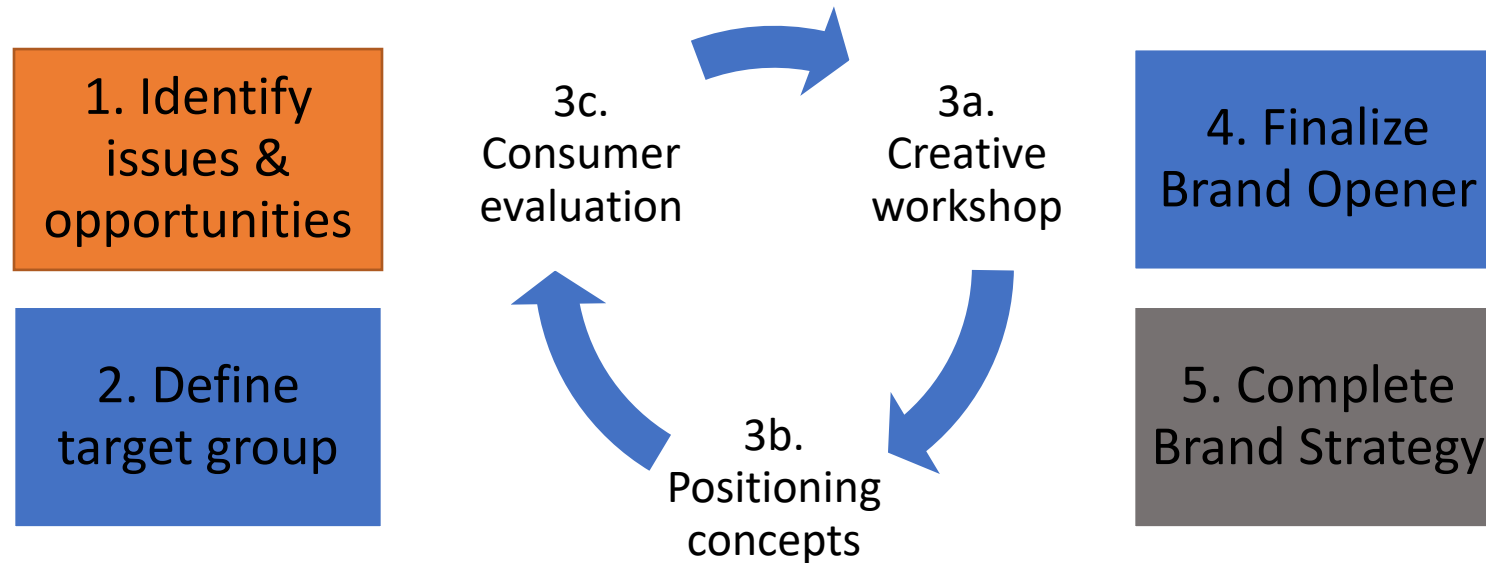 1. Identify
issues &
opportunities
2. Define
target group
3a.
Creative
workshop
3b.
Positioning
concepts
3c.
Consumer
evaluation
4. Finalize
Brand Opener
5. Complete
Brand Strategy